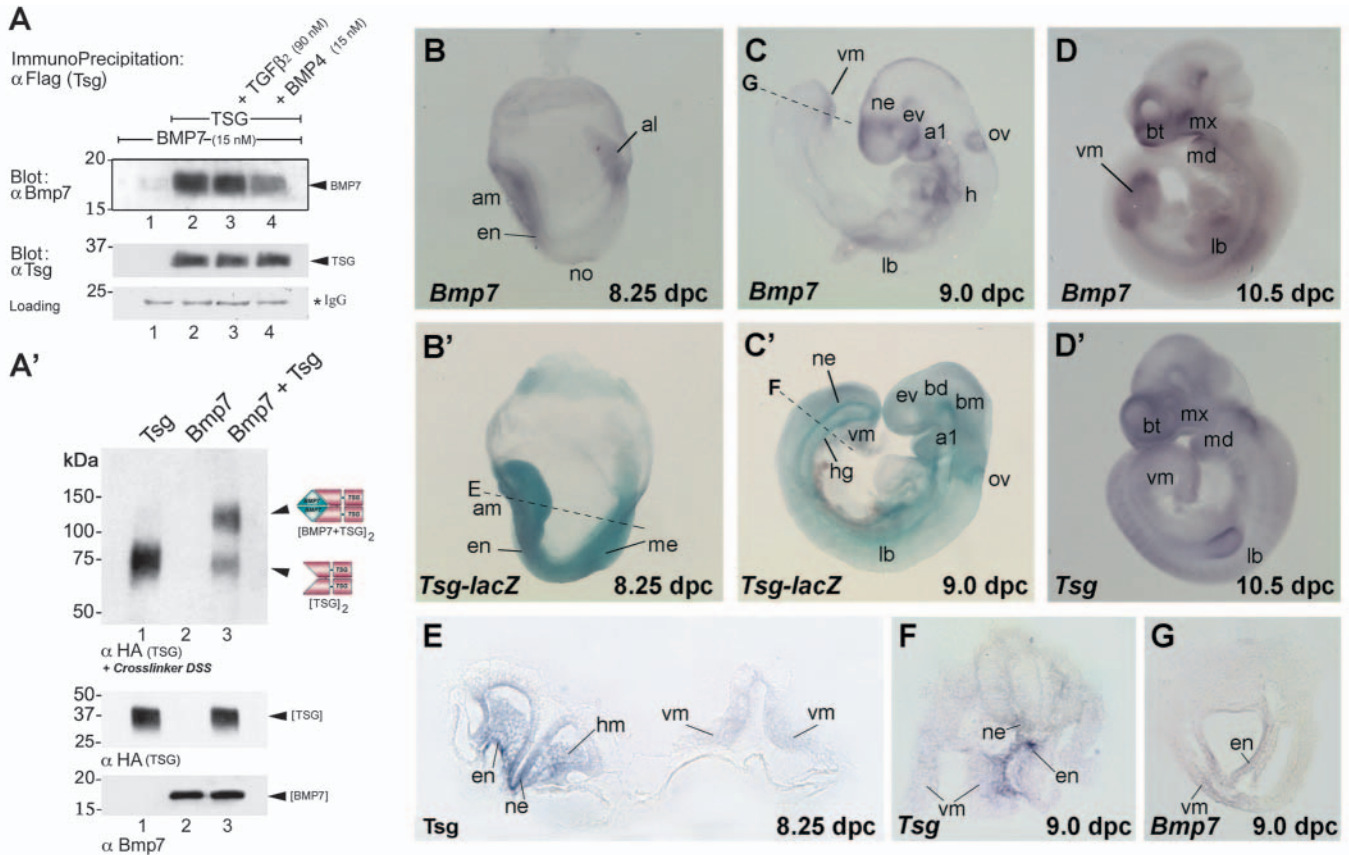 A
ImmunoPrecipitation:
α Flag (Tsg)
+ TGFβ2 (90 nM)
+ BMP4 (15 nM)
TSG
BMP7-(15 nM)
Blot:
α Bmp7
20
15
BMP7
1 2 3 4
Blot:
αTsg
37
25
TSG
Loading
* IgG
1 2 3 4
A'
Tsg
Bmp7
Bmp7 + Tsg
kDa
150
100
75
50
BMP7
BMP7
TSG
TSG
[BMP7+TSG]2
TSG
TSG
[TSG]2
1 2 3
α HA (TSG)
+ Crosslinker DSS
50
37
25
[TSG]
α HA (TSG)
20
15
[BMP7]
1 2 3
α Bmp7
B
al
am
en
no
Bmp7 8.25 dpc
C
vm
G
ne
ev
a1
ov
h
lb
Bmp7 9.0 dpc
D
bt
mx
md
vm
lb
Bmp7 10.5 dpc
B'
E
am
en
me
Tsg-lacZ 8.25 dpc
C'
ne
F
ev
bd
bm
vm
a1
hg
ov
lb
Tsg-lacZ 9.0 dpc
D'
bt
mx
md
vm
lb
Tsg 10.5 dpc
E
hm
vm
vm
en
ne
Tsg 8.25 dpc
F
ne
en
vm
Tsg 9.0 dpc
G
en
vm
Bmp7 9.0 dpc